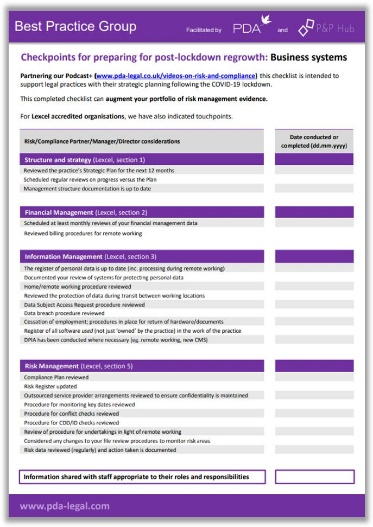 Best Practice Group
Facilitated by PDA and P&P Hub
Checkpoints for preparing for post-lockdown regrowth: Business systems
Partnering our Podcast+ (www.pda-legal.co.uk/videos-on-risk-and-compliance) this checklist is intended to
support legal practices with their strategic planning following the COVID-19 lockdown.
This completed checklist can augment your portfolio of risk management evidence.
For Lexcel accredited organisations, we have also indicated touchpoints.
Risk/Compliance Partner/Manager/Director considerations
Date conducted or
completed (dd.mm.yyyy)
Structure and strategy (Lexcel, section 1)
Reviewed the practice's Strategic Plan for the next 12 months
Scheduled regular reviews on progress versus the Plan
Management structure documentation is up to date
Financial Management (Lexcel, section 2)
Scheduled at least monthly reviews of your financial management data
Reviewed billing procedures for remote working
Information Management (Lexcel, section 3)
The register of personal data is up to date (inc. processing during remote working)
Documented your review of systems for protecting personal data
Home/remote working procedure reviewed
Reviewed the protection of data during transit between working locations
Data Subject Access Request procedure reviewed
Data breach procedure reviewed
Cessation of employment; procedures in place for return of hardware/documents
Register of all software used (not just 'owned' by the practice) in the work of the practice
DPIA has been conducted where necessary (eg. remote working, new CMS)
Risk Management (Lexcel, section 5)
Compliance Plan reviewed
Risk Register updated
Outsourced service provider arrangements reviewed to ensure confidentiality is maintained
Procedure for monitoring key dates reviewed
Procedure for conflict checks reviewed
Procedure for CDD/ID checks reviewed
Review of procedure for undertakings in light of remote working
Considered any changes to your file review procedures to monitor risk areas
Risk data reviewed (regularly) and action taken is documented
Information shared with staff appropriate to their roles and responsibilities
www.pda-legal.com